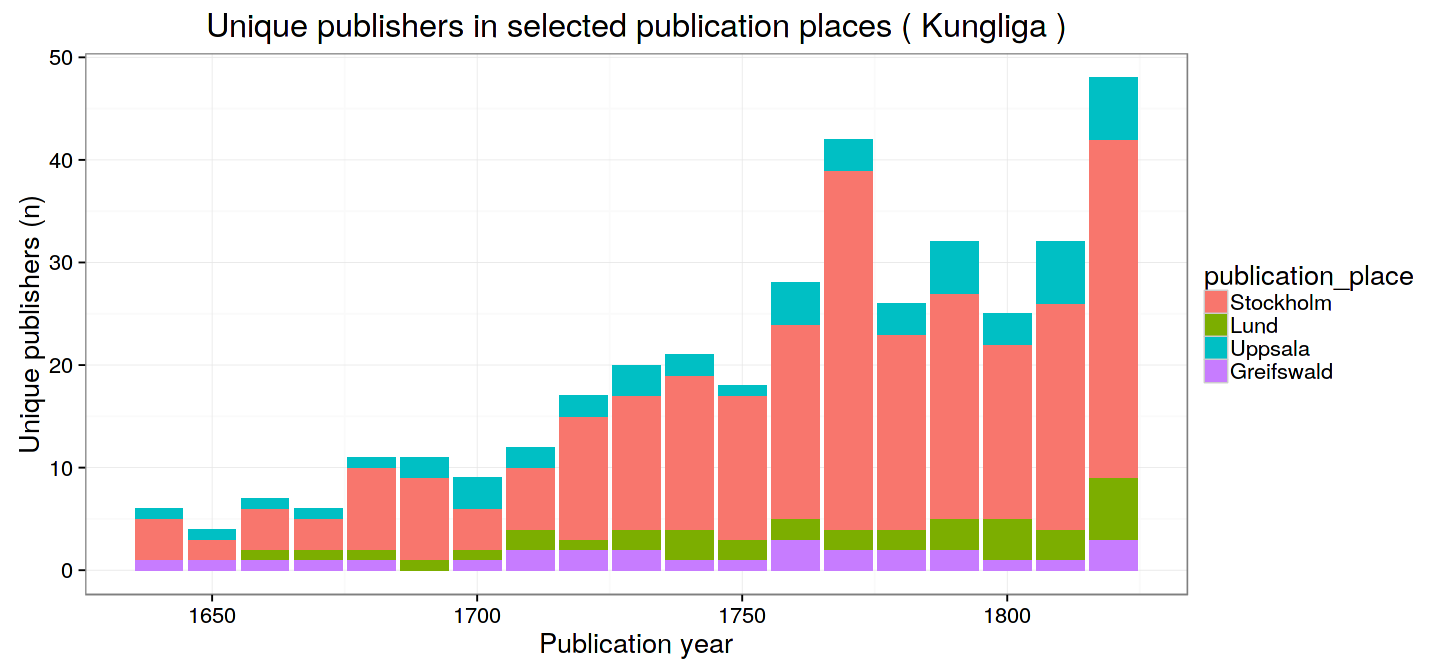 Unique publishers in selected publication places ( Kungliga )
Unique publishers (n)
50
40
30
20
10
0
1650
1700
1750
1800
Publication year
publication_place
Stockholm
Lund
Uppsala
Greifswald